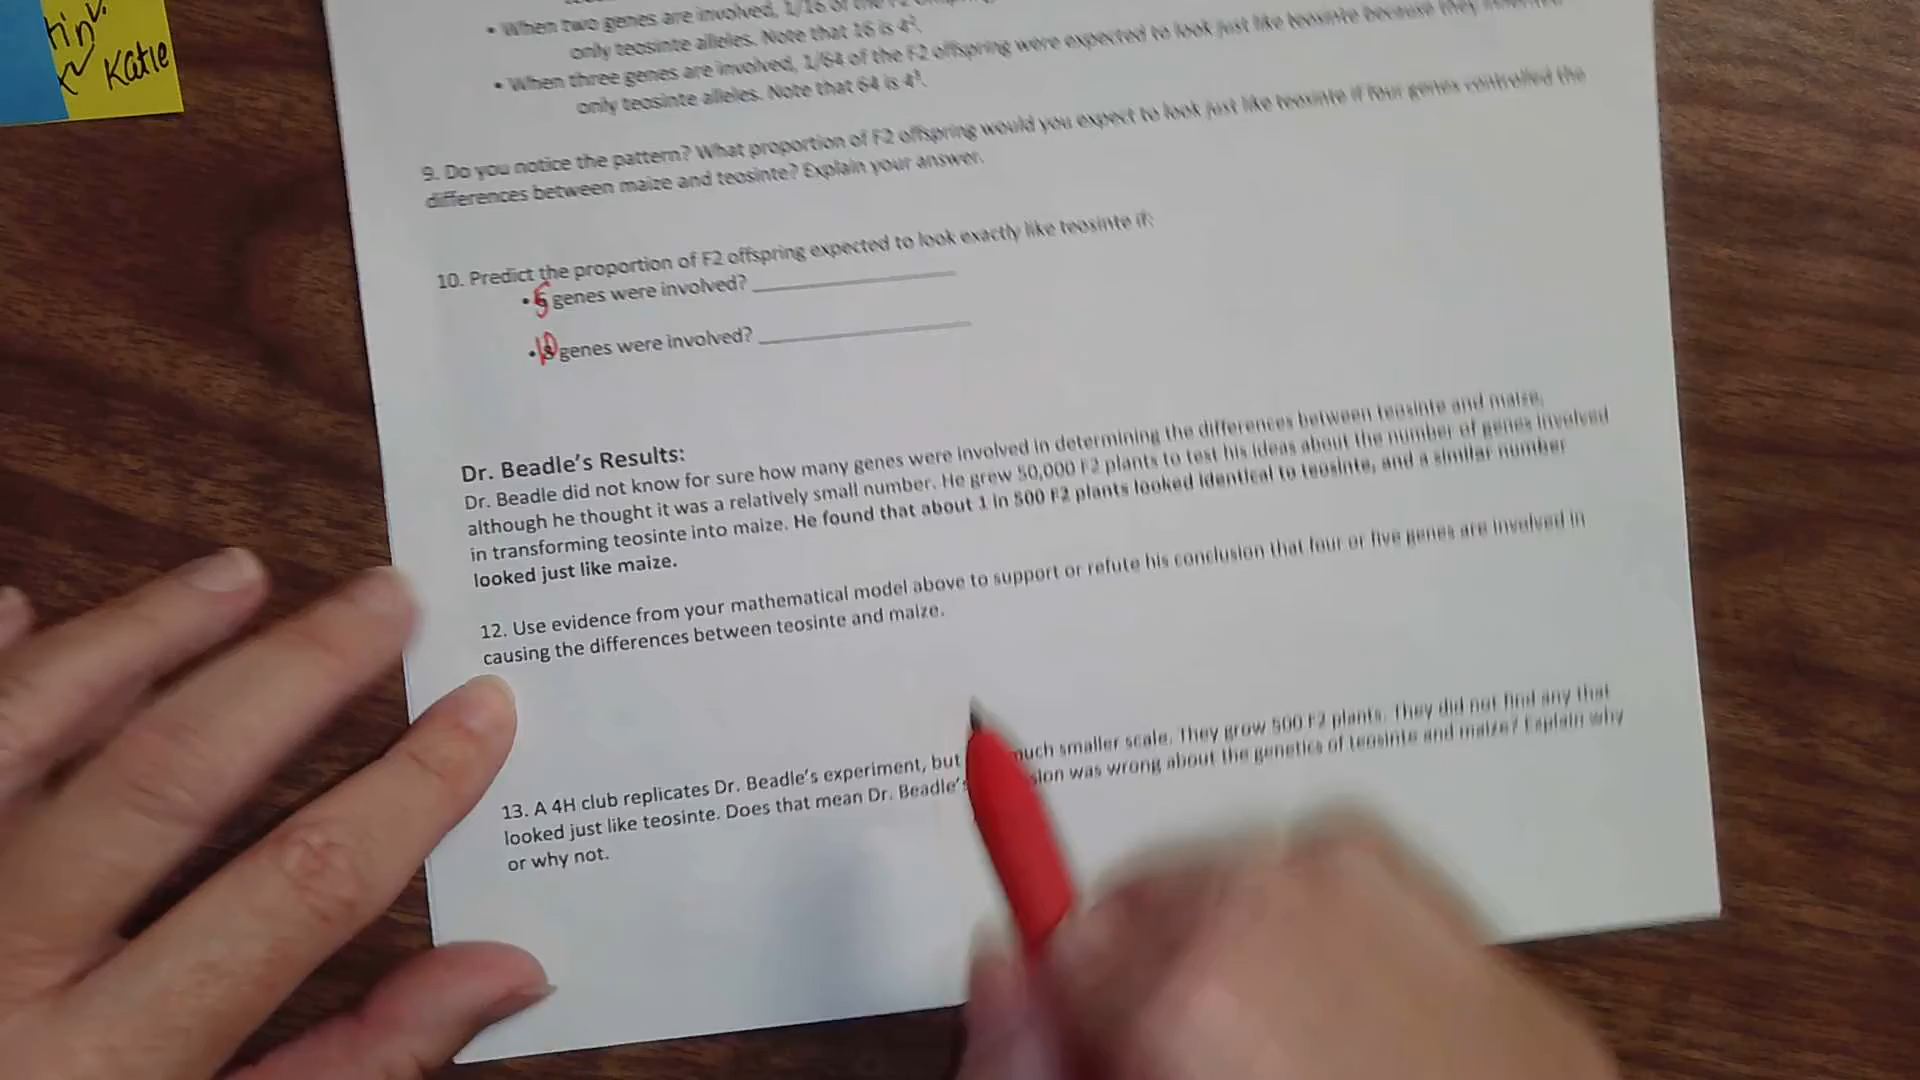 Katie
• When two genes are involved, 1/16 of the F2
only teosinte alleles. Note that 16 is 4².
• When three genes are involved, 1/64 of the F2 offspring were expected to look just like teosinte because they inherited
only teosinte alleles. Note that 64 is 4³.
9. Do you notice the pattern? What proportion of F2 offspring would you expect to look just like teosinte if four genes controlled the
differences between maize and teosinte? Explain your answer.
10. Predict the proportion of F2 offspring expected to look exactly like teosinte if:
• 5 genes were involved?
• 10 genes were involved?
Dr. Beadle's Results:
Dr. Beadle did not know for sure how many genes were involved in determining the differences between teosinte and maize,
although he thought it was a relatively small number. He grew 50,000 F2 plants to test his ideas about the number of genes involved
in transforming teosinte into maize. He found that about 1 in 500 F2 plants looked identical to teosinte, and a similar number
looked just like maize.
12. Use evidence from your mathematical model above to support or refute his conclusion that four or five genes are involved in
causing the differences between teosinte and maize.
13. A 4H club replicates Dr. Beadle's experiment, but much smaller scale. They grow 500 F2 plants. They did not find any that
looked just like teosinte. Does that mean Dr. Beadle's sion was wrong about the genetics of teosinte and maize? Explain why
or why not.